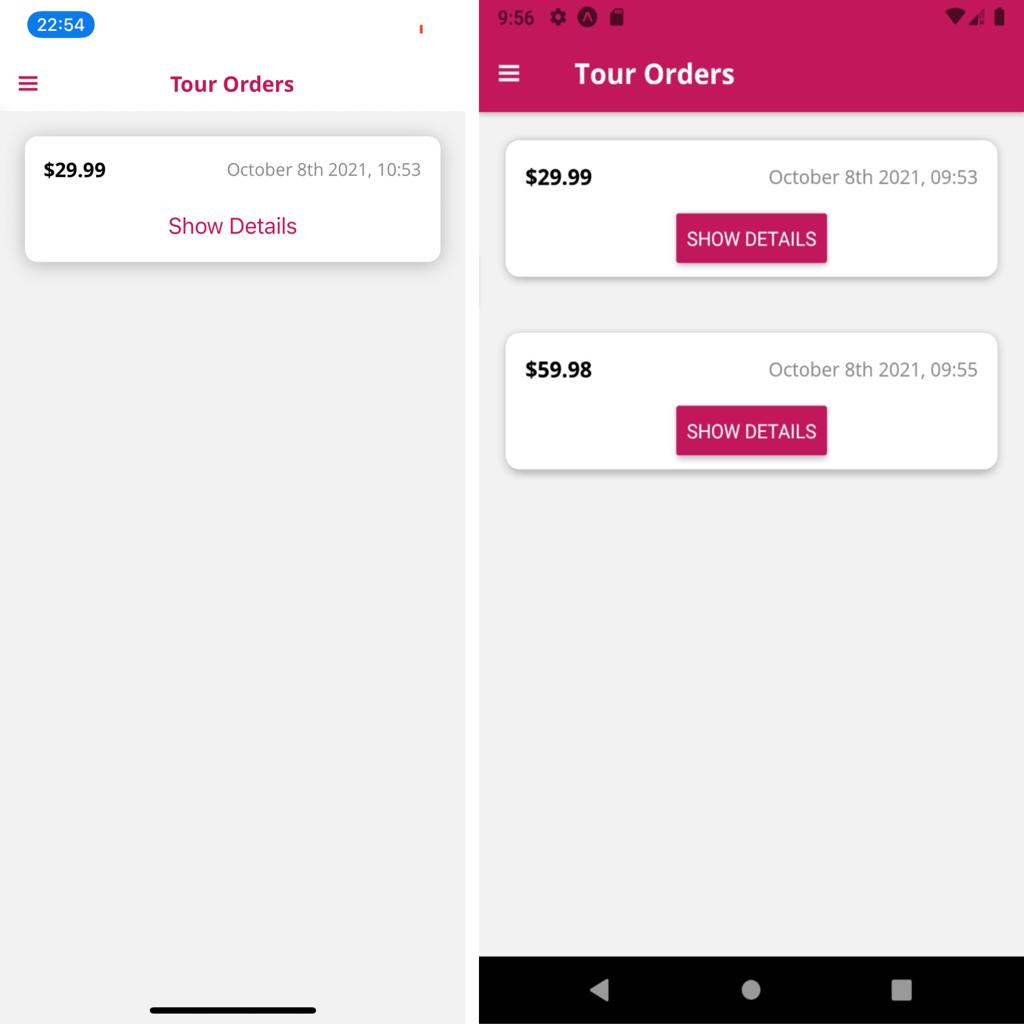 22:54
Tour Orders
$29.99 October 8th 2021, 10:53
Show Details
9:56
Tour Orders
$29.99 October 8th 2021, 09:53
SHOW DETAILS
$59.98 October 8th 2021, 09:55
SHOW DETAILS